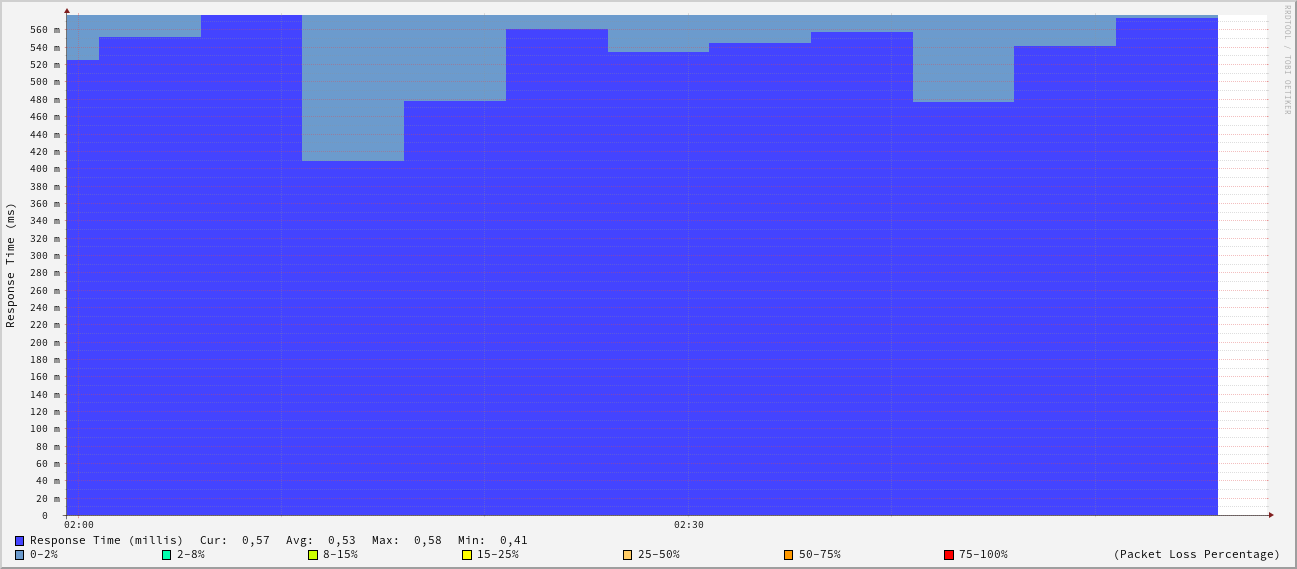 RRDTOOL / TOBI OETIKER
Response Time (ms)
560 m
540 m
520 m
500 m
480 m
460 m
440 m
420 m
400 m
380 m
360 m
340 m
320 m
300 m
280 m
260 m
240 m
220 m
200 m
180 m
160 m
140 m
120 m
100 m
80 m
60 m
40 m
20 m
0
02:00 02:30
Response Time (millis) Cur: 0,57 Avg: 0,53 Max: 0,58 Min: 0,41
0-2% 2-8% 8-15% 15-25% 25-50% 50-75% 75-100% (Packet Loss Percentage)